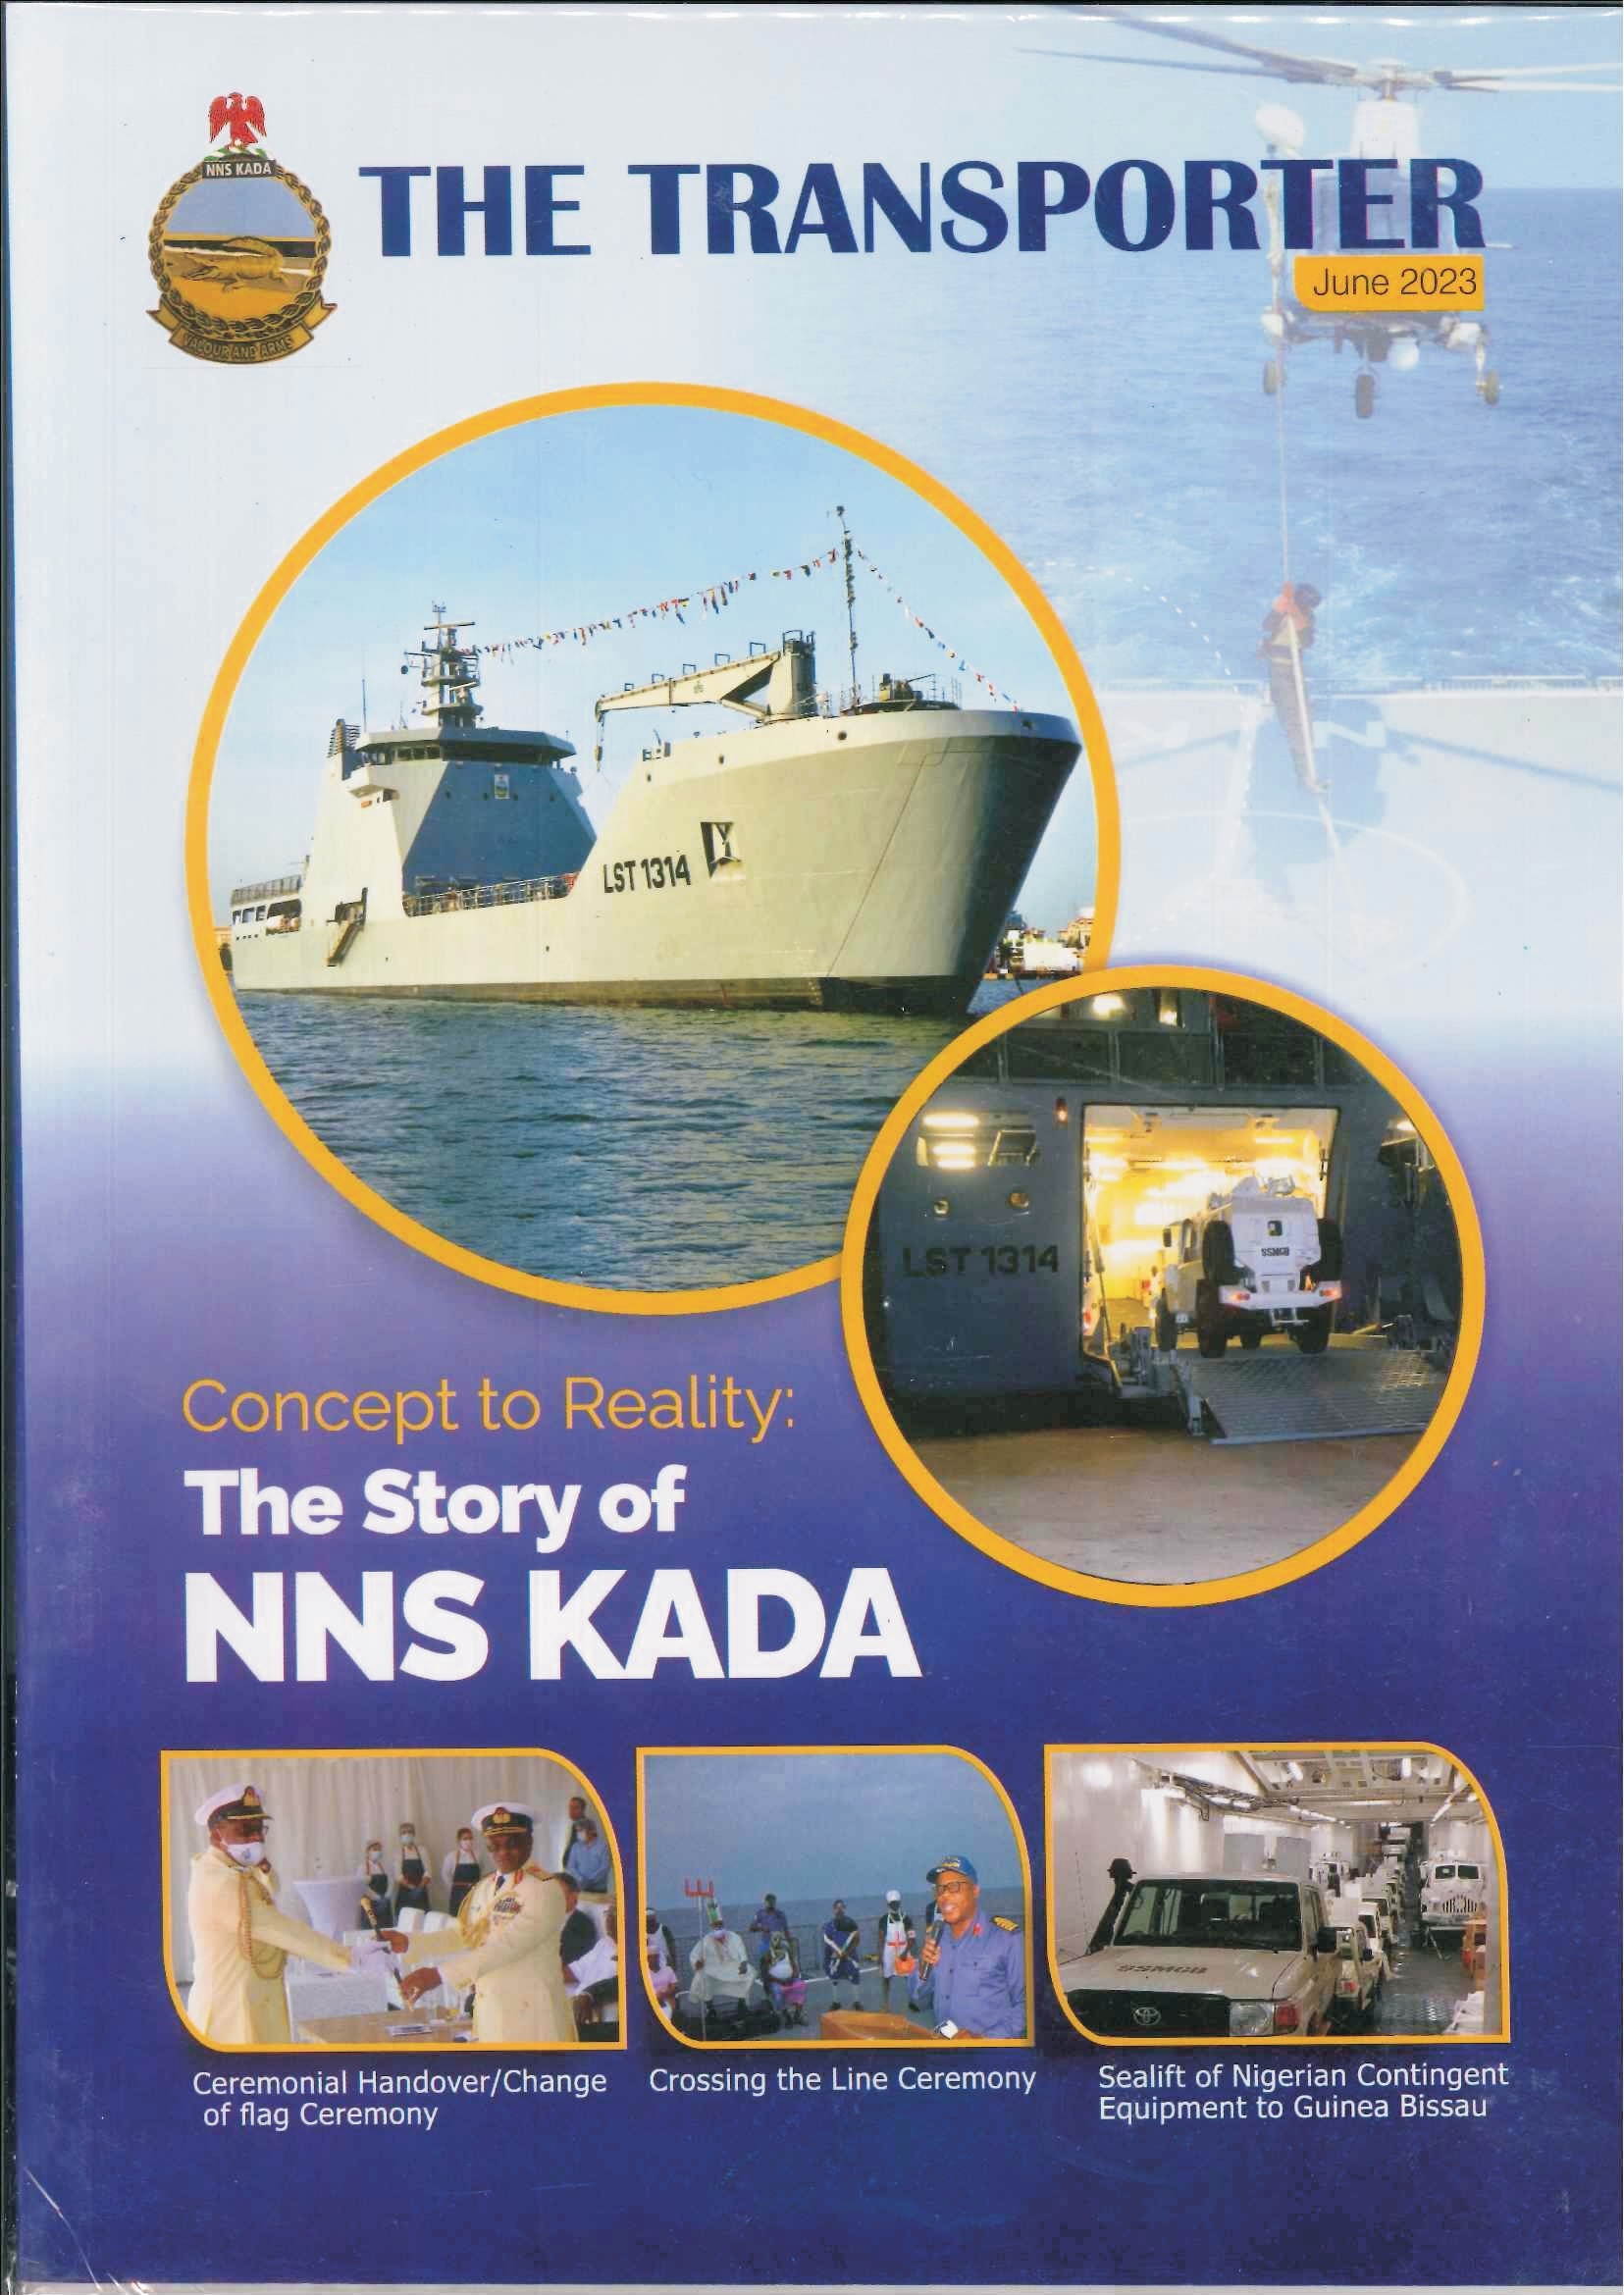 NNS KADA
VALOUR AND ARMS
THE TRANSPORTER
June 2023
LST 1314
LST 1314
SSMGB
Concept to Reality:
The Story of
NNS KADA
SSMGB
Ceremonial Handover/Change
of flag Ceremony
Crossing the Line Ceremony
Sealift of Nigerian Contingent
Equipment to Guinea Bissau